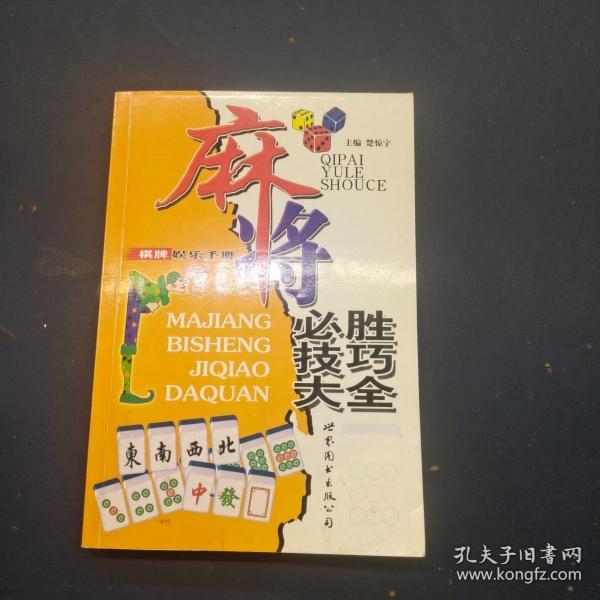 麻将
主编 楚惊宇
QIPAI
YULE
SHOUCE
棋牌 娱乐手册
MAJIANG
BISHENG
JIQIAO
DAQUAN
必胜
技巧
大全
東 南 西 北
中 發
世界图书出版公司
孔夫子旧书网
www.kongfz.com